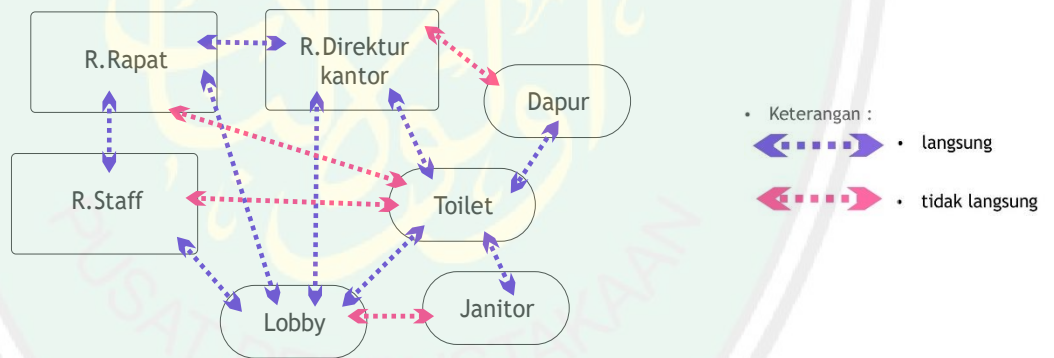 R.Rapat
R.Direktur
kantor
Dapur
R.Staff
Toilet
Lobby
Janitor
• Keterangan :
• langsung
• tidak langsung